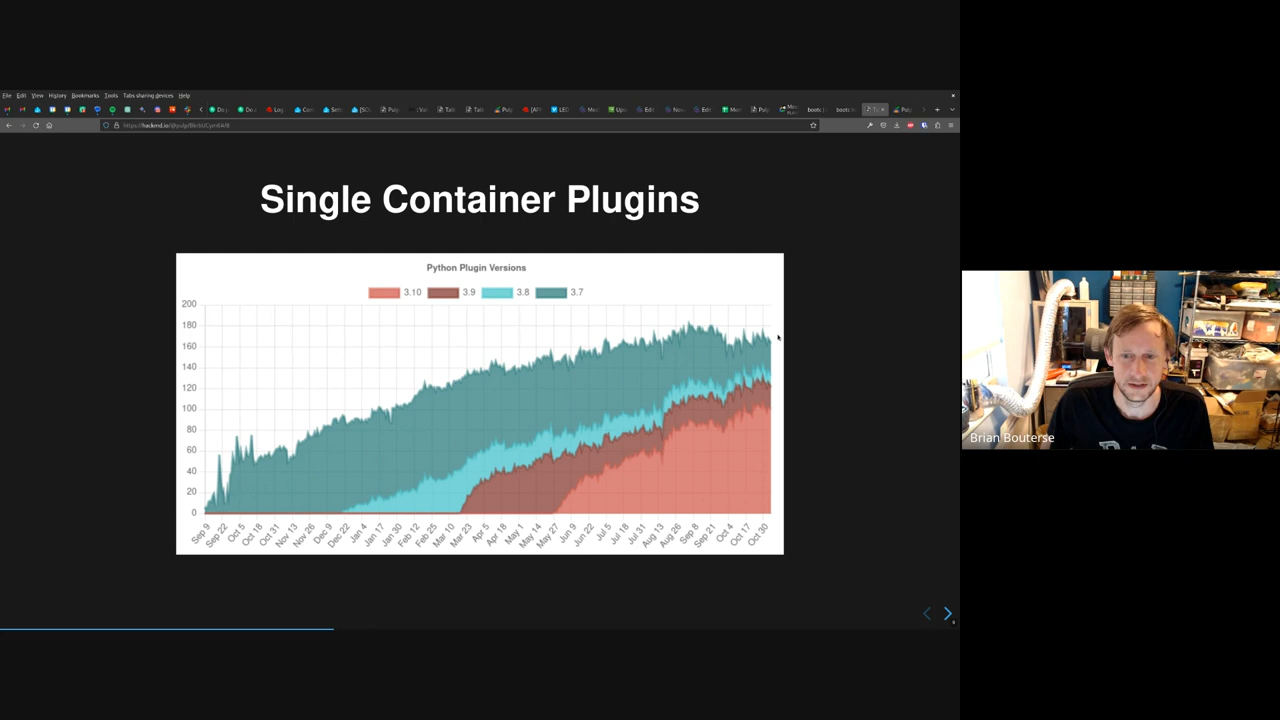 File Edit View History Bookmarks Tools Tabs sharing devices Help
Single Container Plugins
Python Plugin Versions
3.10 3.9 3.8 3.7
200
180
160
140
120
100
80
60
40
20
0
Sep 9 Sep 22 Oct 5 Oct 18 Oct 31 Nov 13 Nov 26 Dec 9 Dec 22 Jan 4 Jan 17 Jan 30 Feb 12 Feb 25 Mar 10 Mar 23 Apr 5 Apr 18 May 1 May 14 May 27 Jun 9 Jun 22 Jul 5 Jul 18 Jul 31 Aug 13 Aug 26 Sep 8 Sep 21 Oct 4 Oct 17 Oct 30
Brian Bouterse